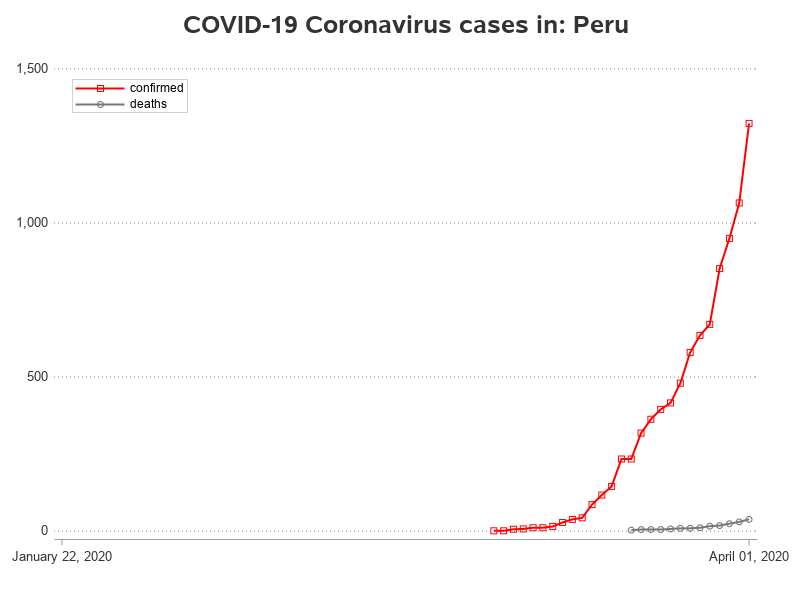 COVID-19 Coronavirus cases in: Peru
1,500
confirmed
deaths
1,000
500
0
January 22, 2020
April 01, 2020